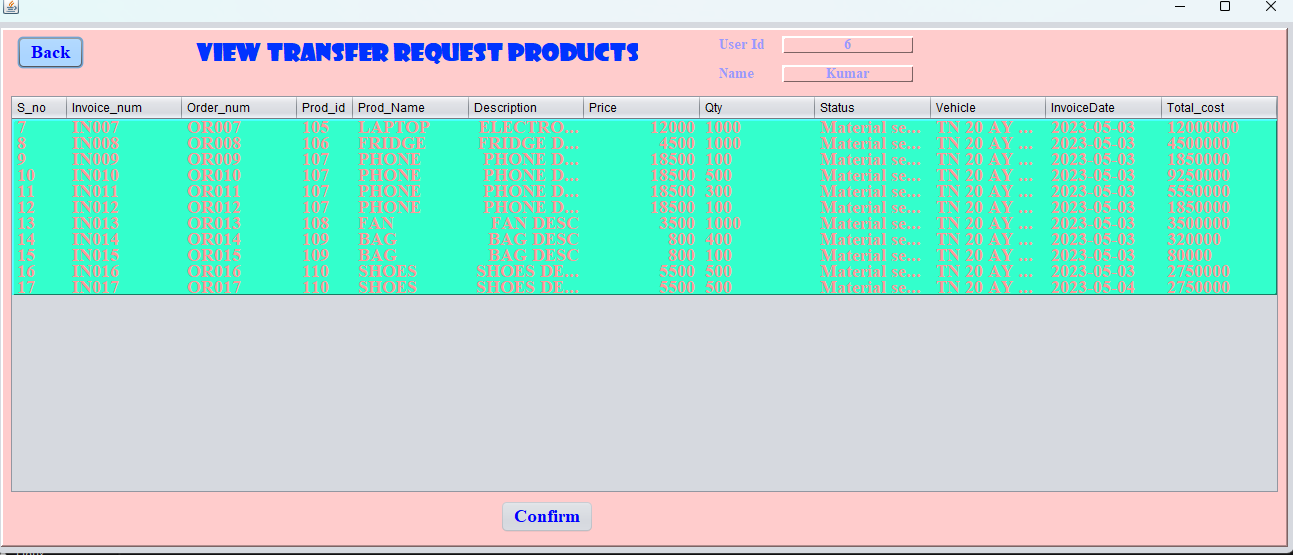 Back
VIEW TRANSFER REQUEST PRODUCTS
User Id 6
Name Kumar
S_no Invoice_num Order_num Prod_id Prod_Name Description Price Qty Status Vehicle InvoiceDate Total_cost
7 IN007 OR007 105 LAPTOP ELECTRO... 12000 1000 Material se... TN 20 AY ... 2023 05 03 12000000
8 IN008 OR008 106 FRIDGE FRIDGE D... 4500 1000 Material se... TN 20 AY ... 2023 05 03 4500000
9 IN009 OR009 107 PHONE PHONE D... 18500 100 Material se... TN 20 AY ... 2023 05 03 1850000
10 IN010 OR010 107 PHONE PHONE D... 18500 500 Material se... TN 20 AY ... 2023 05 03 9250000
11 IN011 OR011 107 PHONE PHONE D... 18500 300 Material se... TN 20 AY ... 2023 05 03 5550000
12 IN012 OR012 107 PHONE PHONE D... 18500 100 Material se... TN 20 AY ... 2023 05 03 1850000
13 IN013 OR013 108 FAN FAN DESC 3500 1000 Material se... TN 20 AY ... 2023 05 03 3500000
14 IN014 OR014 109 BAG BAG DESC 800 400 Material se... TN 20 AY ... 2023 05 03 320000
15 IN015 OR015 109 BAG BAG DESC 800 100 Material se... TN 20 AY ... 2023 05 03 80000
16 IN016 OR016 110 SHOES SHOES DE... 5500 500 Material se... TN 20 AY ... 2023 05 03 2750000
17 IN017 OR017 110 SHOES SHOES DE... 5500 500 Material se... TN 20 AY ... 2023 05 04 2750000
Confirm